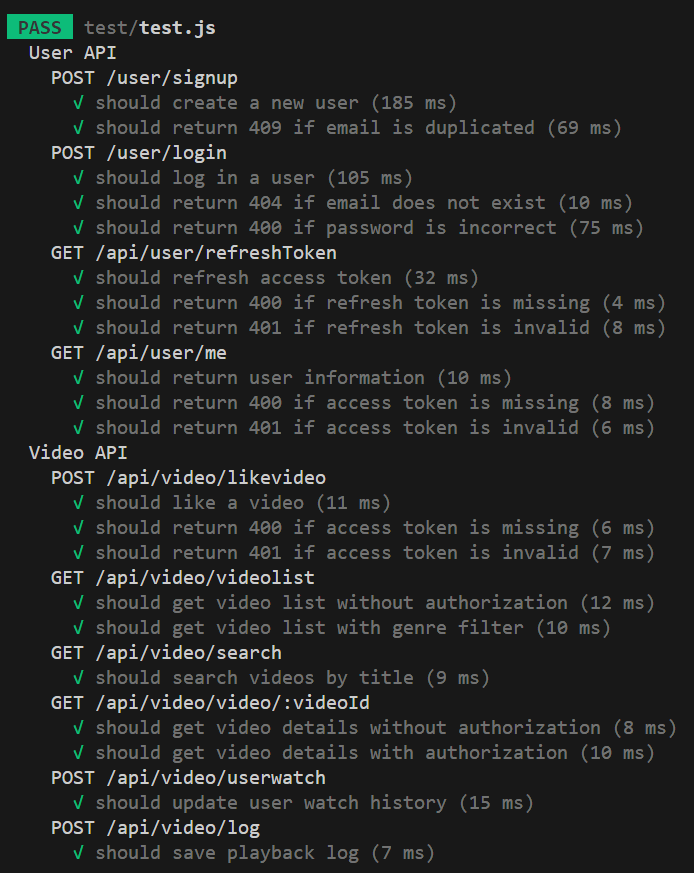 PASS test/test.js
User API
POST /user/signup
√ should create a new user (185 ms)
√ should return 409 if email is duplicated (69 ms)
POST /user/login
√ should log in a user (105 ms)
√ should return 404 if email does not exist (10 ms)
√ should return 400 if password is incorrect (75 ms)
GET /api/user/refreshToken
√ should refresh access token (32 ms)
√ should return 400 if refresh token is missing (4 ms)
√ should return 401 if refresh token is invalid (8 ms)
GET /api/user/me
√ should return user information (10 ms)
√ should return 400 if access token is missing (8 ms)
√ should return 401 if access token is invalid (6 ms)
Video API
POST /api/video/likevideo
√ should like a video (11 ms)
√ should return 400 if access token is missing (6 ms)
√ should return 401 if access token is invalid (7 ms)
GET /api/video/videolist
√ should get video list without authorization (12 ms)
√ should get video list with genre filter (10 ms)
GET /api/video/search
√ should search videos by title (9 ms)
GET /api/video/video/:videoId
√ should get video details without authorization (8 ms)
√ should get video details with authorization (10 ms)
POST /api/video/userwatch
√ should update user watch history (15 ms)
POST /api/video/log
√ should save playback log (7 ms)